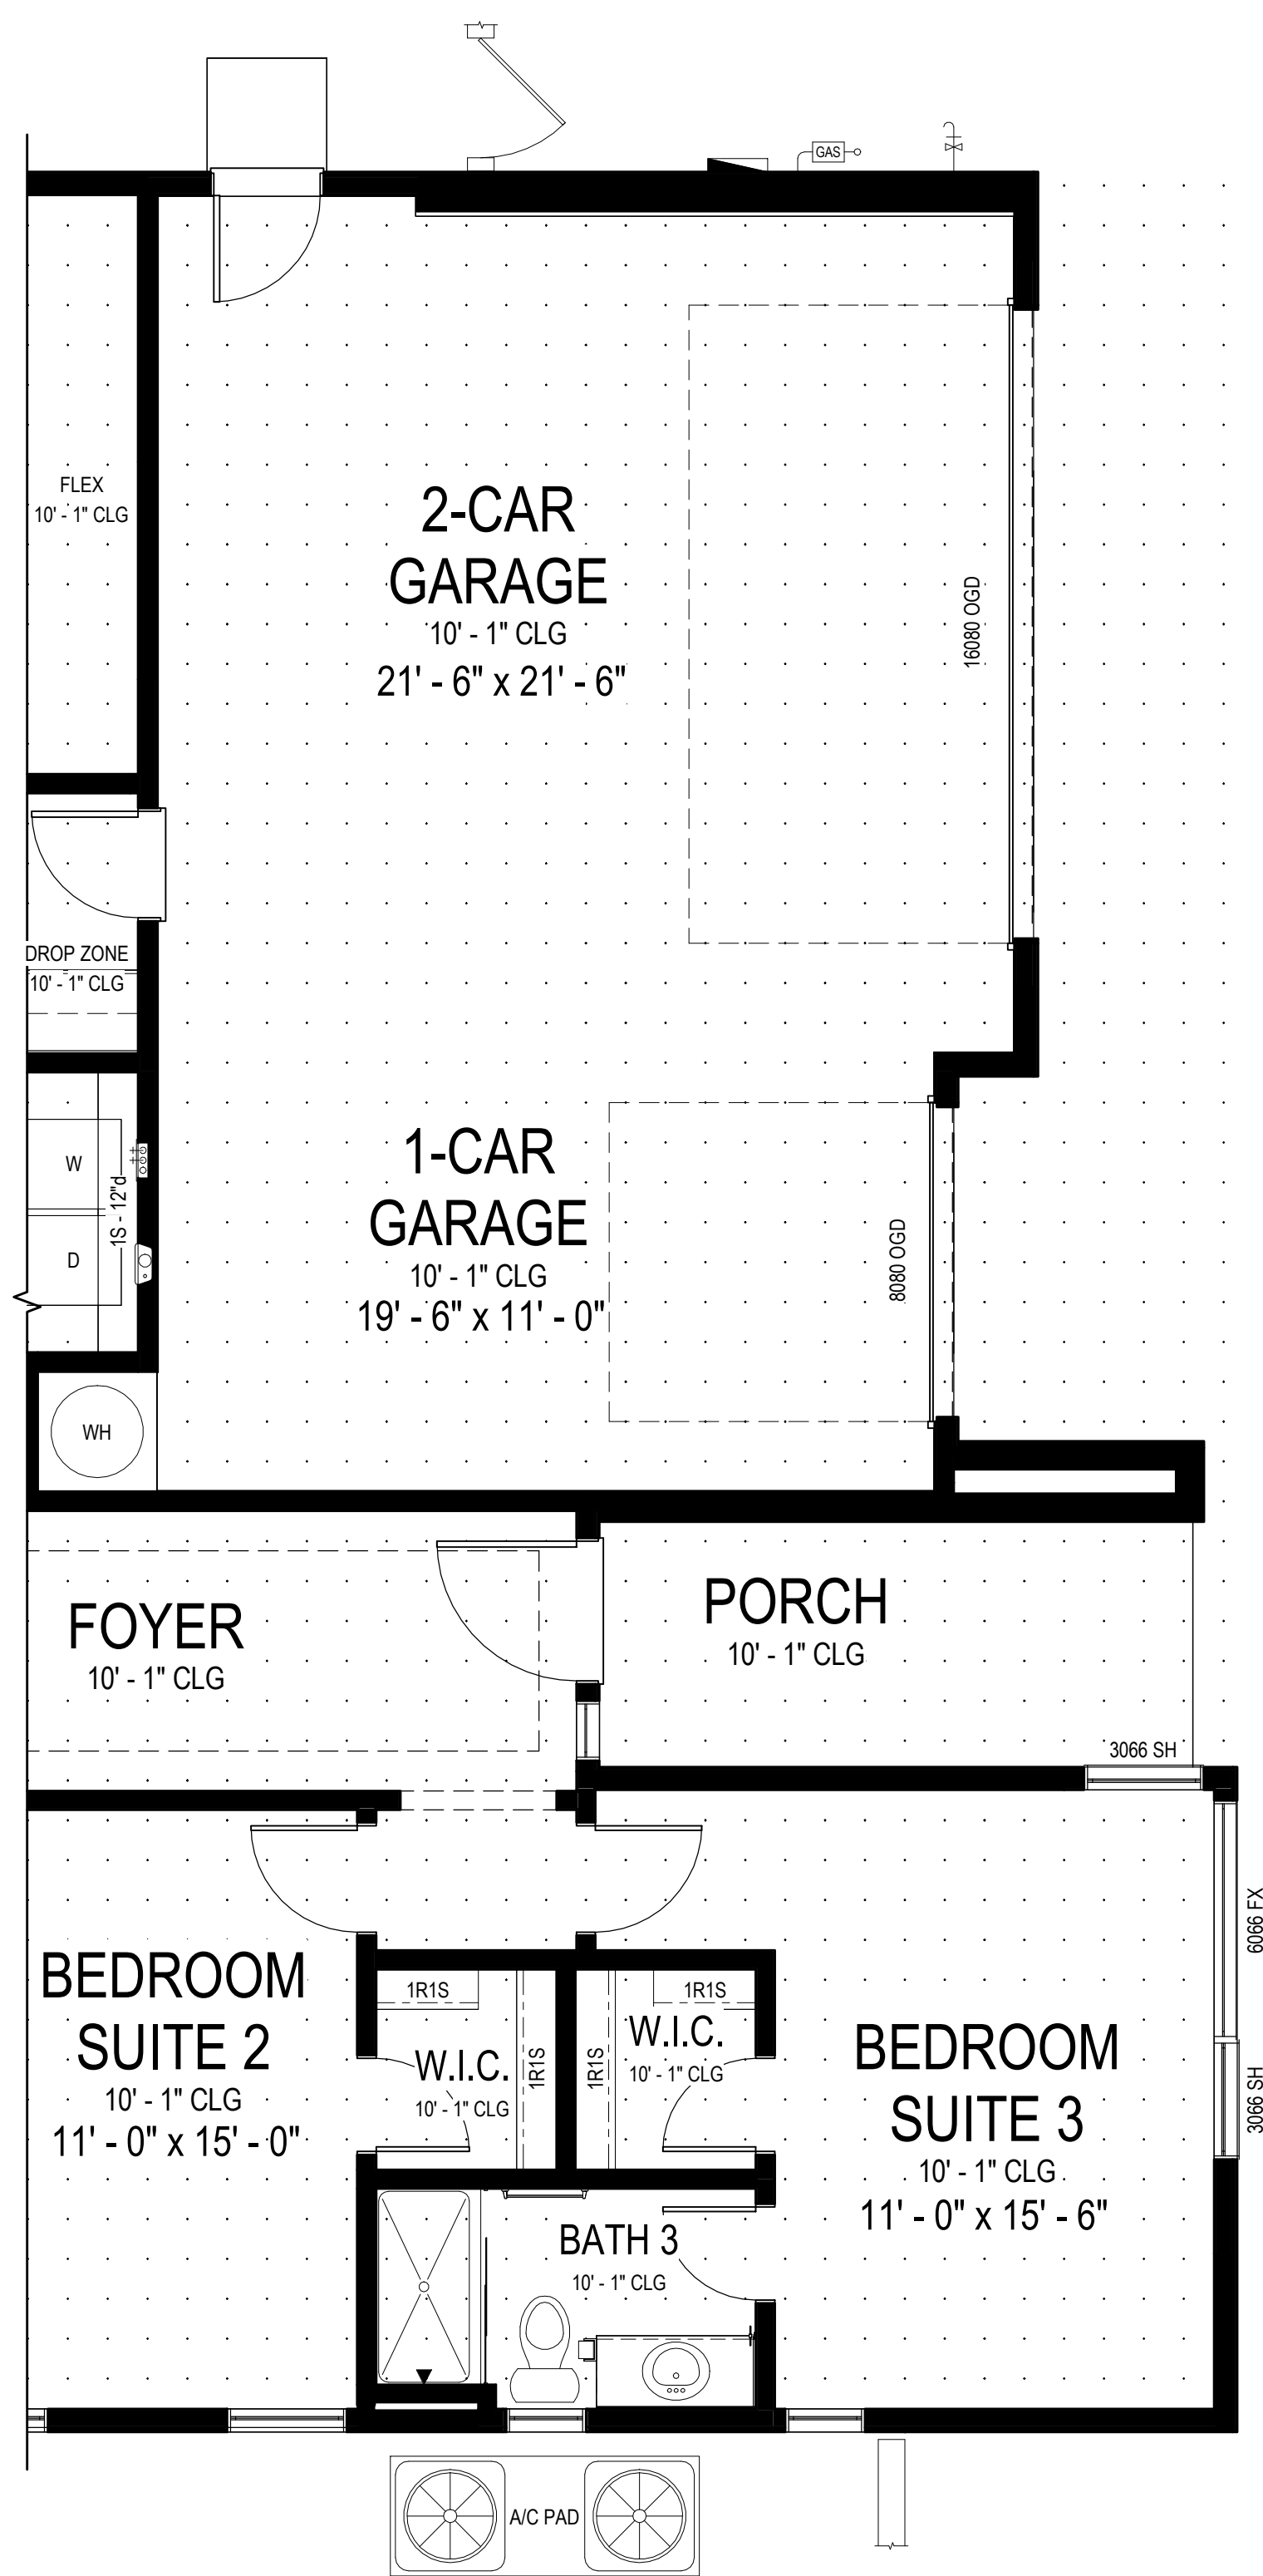 GAS
FLEX
10' - 1" CLG
2-CAR
GARAGE
10' - 1" CLG
21' - 6" x 21' - 6"
16080 OGD
DROP ZONE
10' - 1" CLG
W
D
1S - 12"d
1-CAR
GARAGE
10' - 1" CLG
19' - 6" x 11' - 0"
8080 OGD
WH
FOYER
10' - 1" CLG
PORCH
10' - 1" CLG
3066 SH
6066 FX
3066 SH
BEDROOM
SUITE 2
10' - 1" CLG
11' - 0" x 15' - 0"
1R1S
W.I.C.
10' - 1" CLG
1R1S
1R1S
W.I.C.
10' - 1" CLG
1R1S
BEDROOM
SUITE 3
10' - 1" CLG
11' - 0" x 15' - 6"
BATH 3
10' - 1" CLG
A/C PAD